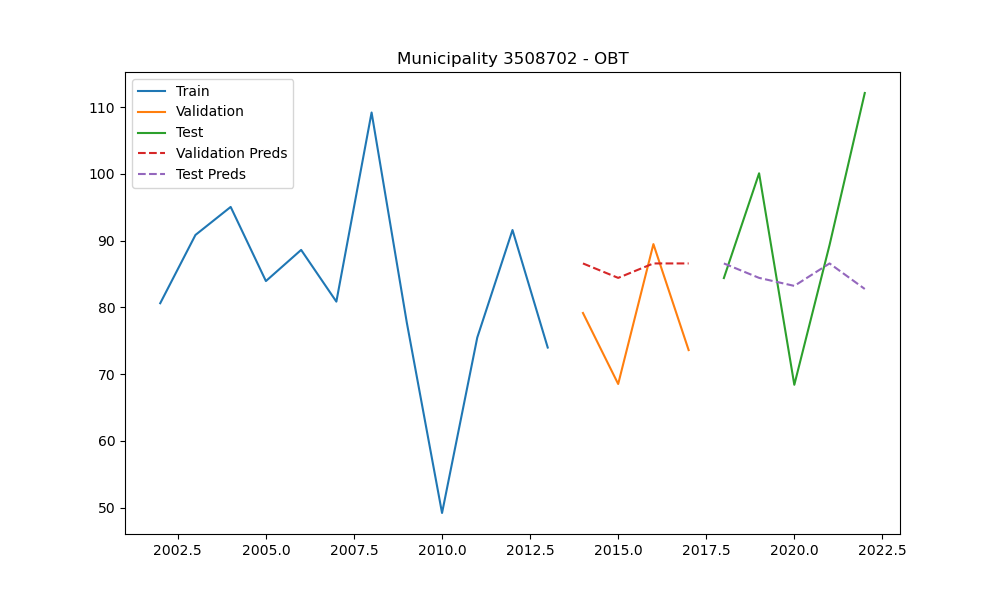 Municipality 3508702 - OBT
Train
Validation
Test
Validation Preds
Test Preds
110
100
90
80
70
60
50
2002.5 2005.0 2007.5 2010.0 2012.5 2015.0 2017.5 2020.0 2022.5